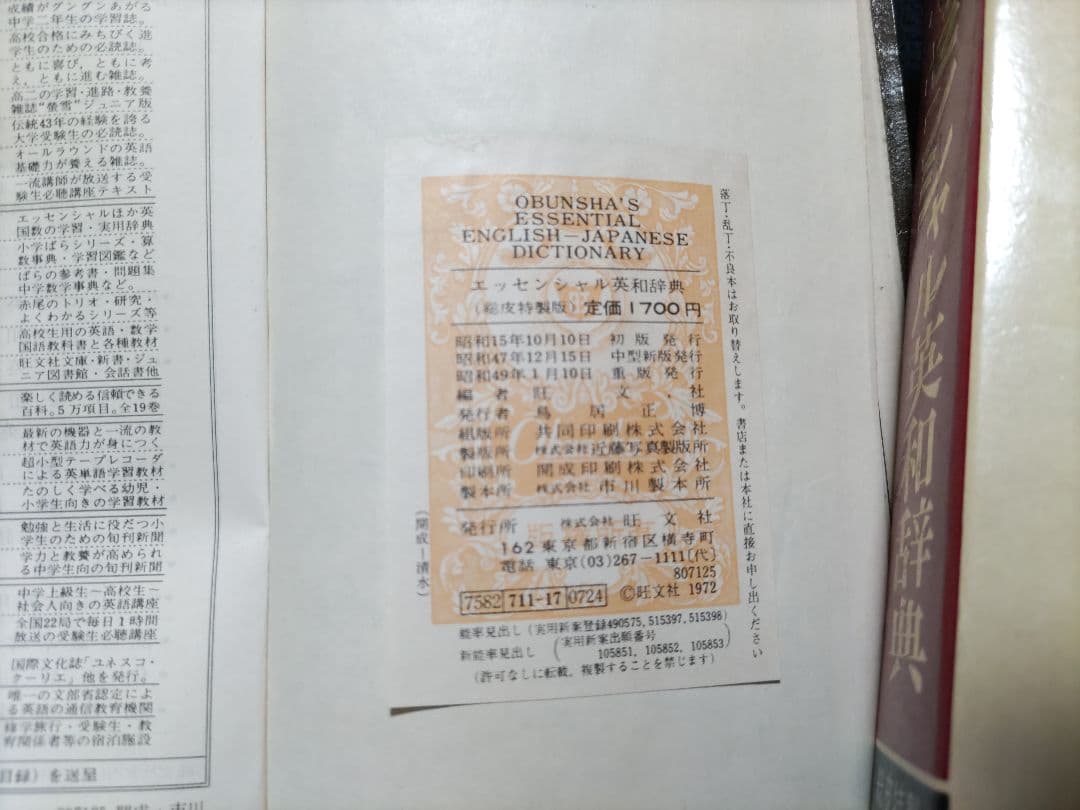 成績がグングンあがる
中学二年生の学習誌。
高校合格にみちびく進
学生のための必読誌。
ともに喜び,ともに考
え,ともに進む雑誌。
高二の学習・進路・教養
雑誌“螢雪”ジュニア版
伝統43年の経験を誇る
大学受験生の必読誌。
オールラウンドの英語
基礎力が養える雑誌。
一流講師が放送する受
験生必聴講座テキスト
エッセンシャルほか英
国数の学習・実用辞典
小学ばらシリーズ・算
数事典・学習図鑑など
ばらの参考書・問題集
中学数学事典など。
赤尾のトリオ・研究・
よくわかるシリーズ等
高校生用の英語・数学
国語教科書と各種教材
旺文社文庫・新書・ジュ
ニア図書館・会話書他
楽しく読める信頼できる
百科。5万項目。全19巻
最新の機器と一流の教
材で英語力が身につく
超小型テープレコーダ
による英単語学習教材
たのしく学べる幼児・
小学生向きの学習教材
勉強と生活に役だつ小
学生のための旬刊新聞
学力と教養が高められ
る中学生向の旬刊新聞
中学上級生〜高校生〜
社会人向きの英語講座
全国22局で毎日1時間
放送の受験生必聴講座
国際文化誌「ユネスコ・
クーリエ」他を発行。
唯一の文部省認定によ
る英語の通信教育機関
修学旅行・受験生・教
育関係者等の宿泊施設
目録)を送呈
OBUNSHA'S
ESSENTIAL
ENGLISH—JAPANESE
DICTIONARY
エッセンシャル英和辞典
(総皮特製版) 定価1700円
昭和15年10月10日 初版発行
昭和47年12月15日 中型新版発行
昭和49年1月10日 重版発行
編者 旺文社
発行者 鳥居正博
組版所 共同印刷株式会社
製版所 株式会社 近藤写真製版所
印刷所 開成印刷株式会社
製本所 株式会社 市川製本所
発行所 株式会社 旺文社
162 東京都新宿区横寺町
電話 東京(03)267-1111(代)
807125
7582 711-17 0724 ©旺文社 1972
能率見出し (実用新案登録490575, 515397, 515398)
新能率見出し (実用新案出願番号
105851, 105852, 105853)
(許可なしに転載,複製することを禁じます)
落丁・乱丁・不良本はお取り替えします。書店または本社に直接お申し出ください
(開成—清水)
シャル英和辞典